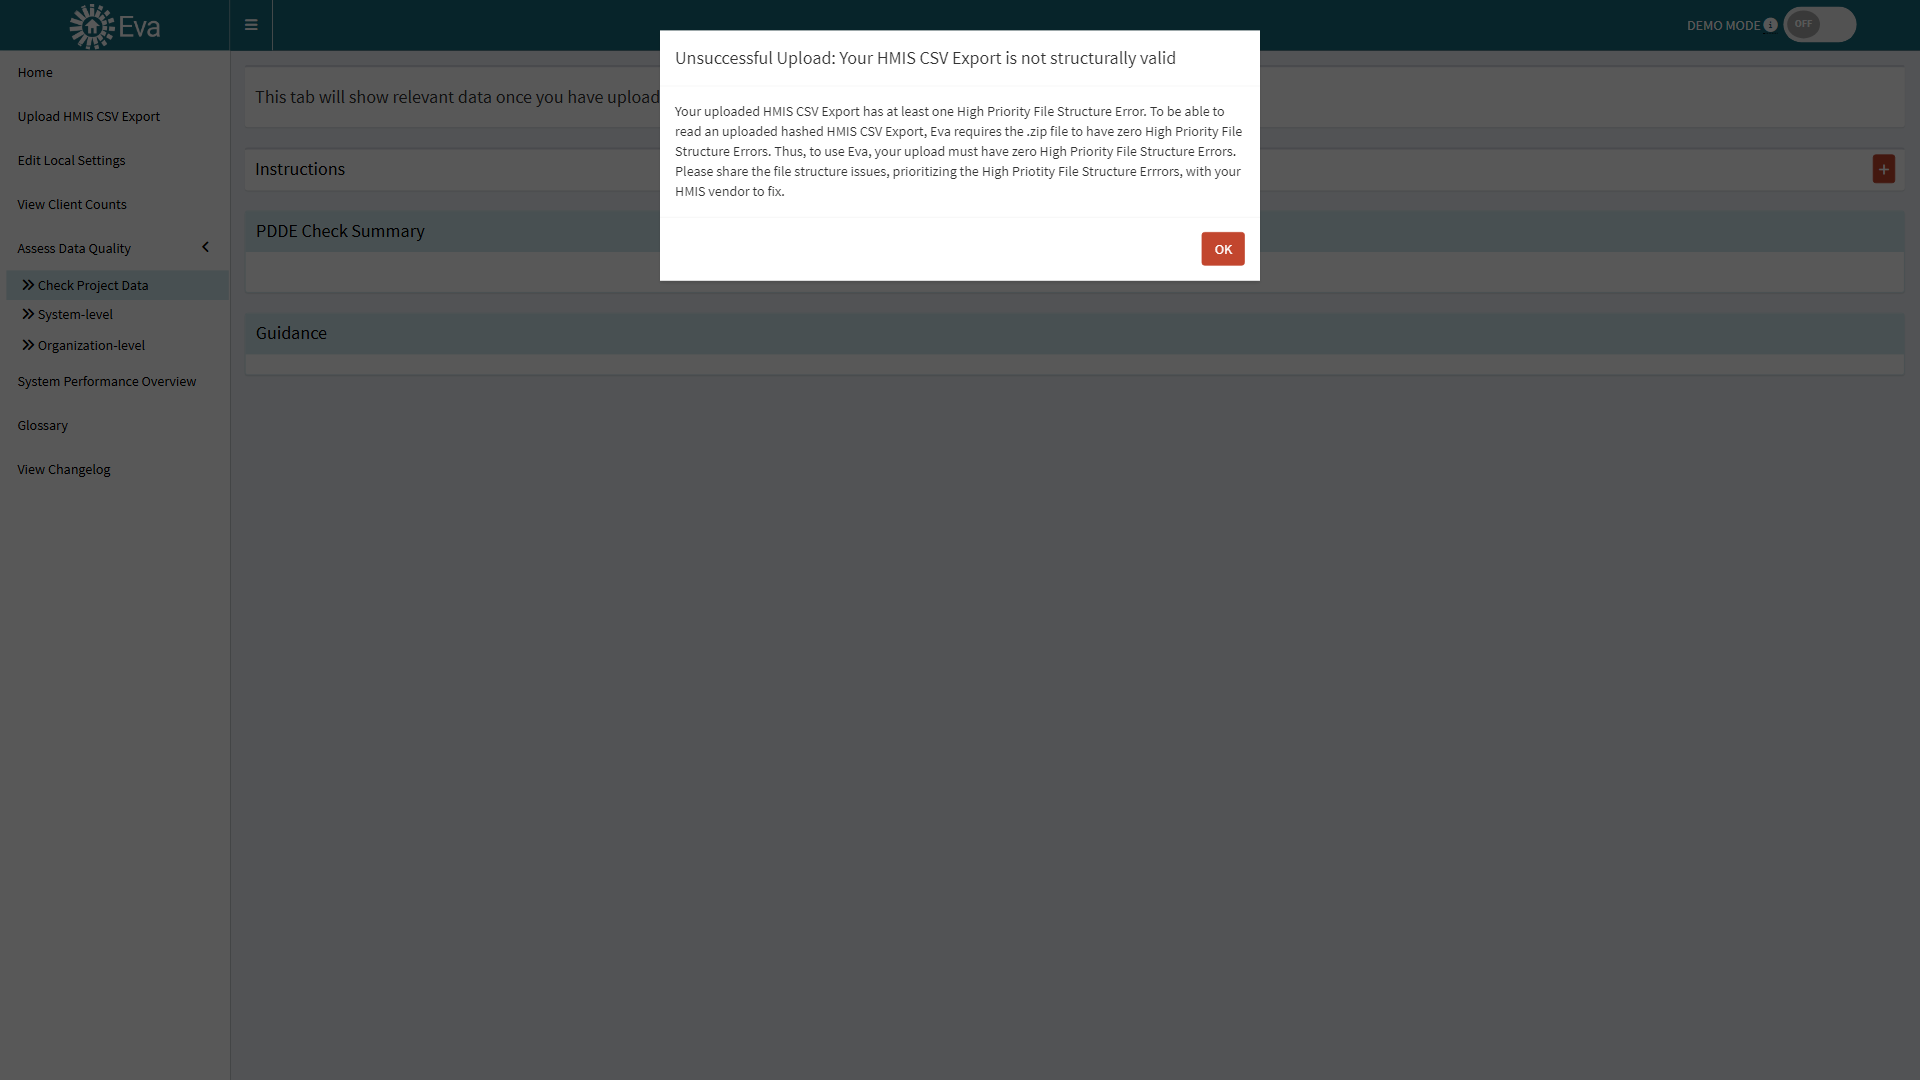 Eva
DEMO MODE
OFF
Home
Upload HMIS CSV Export
Edit Local Settings
View Client Counts
Assess Data Quality
Check Project Data
System-level
Organization-level
System Performance Overview
Glossary
View Changelog
Unsuccessful Upload: Your HMIS CSV Export is not structurally valid
Your uploaded HMIS CSV Export has at least one High Priority File Structure Error. To be able to
read an uploaded hashed HMIS CSV Export, Eva requires the .zip file to have zero High Priority File
Structure Errors. Thus, to use Eva, your upload must have zero High Priority File Structure Errors.
Please share the file structure issues, prioritizing the High Priotity File Structure Errrors, with your
HMIS vendor to fix.
OK
This tab will show relevant data once you have upload
Instructions
PDDE Check Summary
Guidance